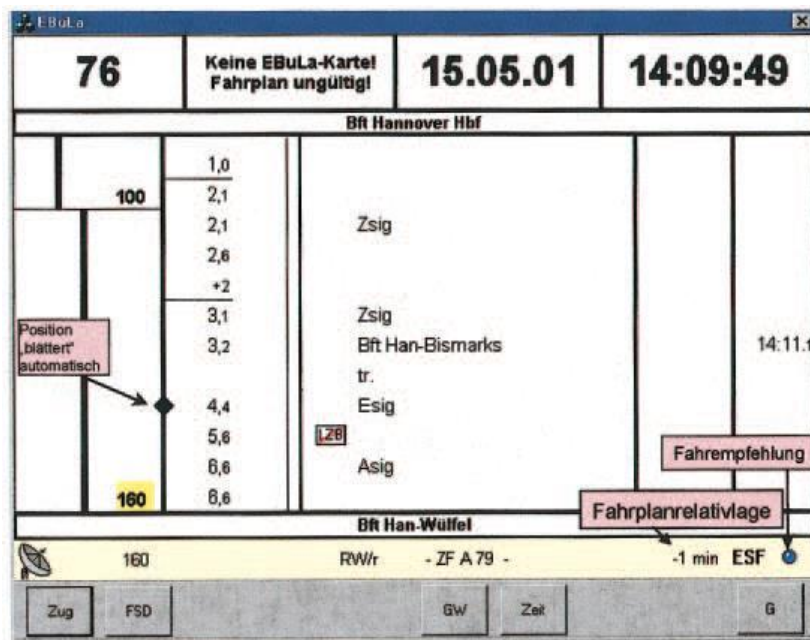 EBuLa
76
Keine EBuLa-Karte!
Fahrplan ungültig!
15.05.01
14:09:49
Bft Hannover Hbf
1,0
100
2,1
2,1 Zsig
2,6
+2
3,1 Zsig
Position
„blättert“
automatisch
3,2 Bft Han-Bismarks 14:11.
tr.
4,4 Esig
5,6 LZB
6,6 Asig
Fahrempfehlung
160
6,6
Fahrplanrelativlage
Bft Han-Wülfel
160 RW/r - ZF A 79 - -1 min ESF
Zug FSD GW Zeit G